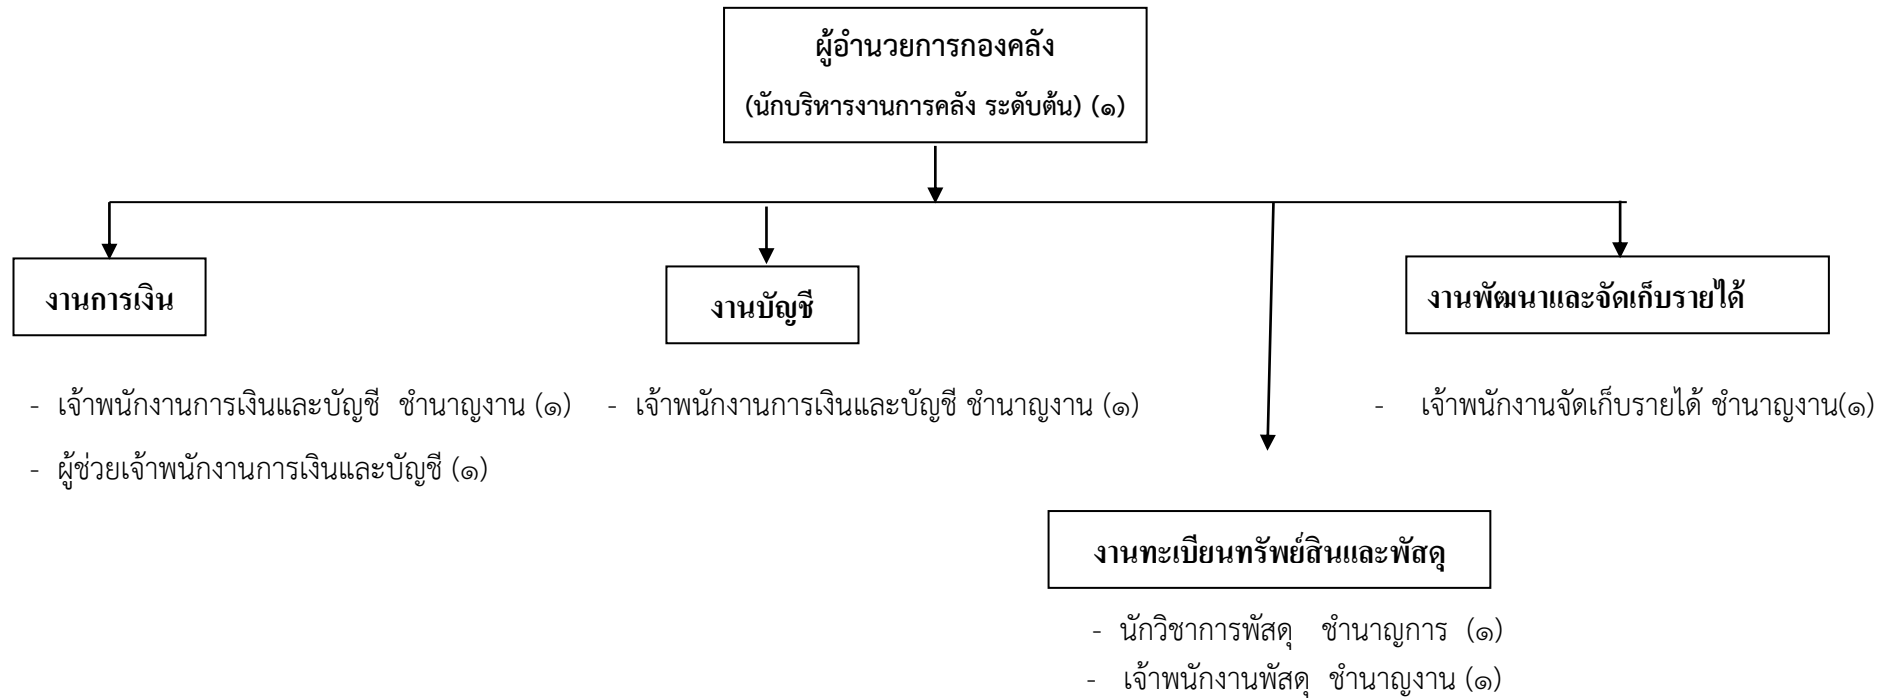 ผู้อำนวยการกองคลัง
(นักบริหารงานการคลัง ระดับต้น) (๑)
งานการเงิน
งานบัญชี
งานพัฒนาและจัดเก็บรายได้
- เจ้าพนักงานการเงินและบัญชี ชำนาญงาน (๑)
- ผู้ช่วยเจ้าพนักงานการเงินและบัญชี (๑)
- เจ้าพนักงานการเงินและบัญชี ชำนาญงาน (๑)
- เจ้าพนักงานจัดเก็บรายได้ ชำนาญงาน(๑)
งานทะเบียนทรัพย์สินและพัสดุ
- นักวิชาการพัสดุ ชำนาญการ (๑)
- เจ้าพนักงานพัสดุ ชำนาญงาน (๑)